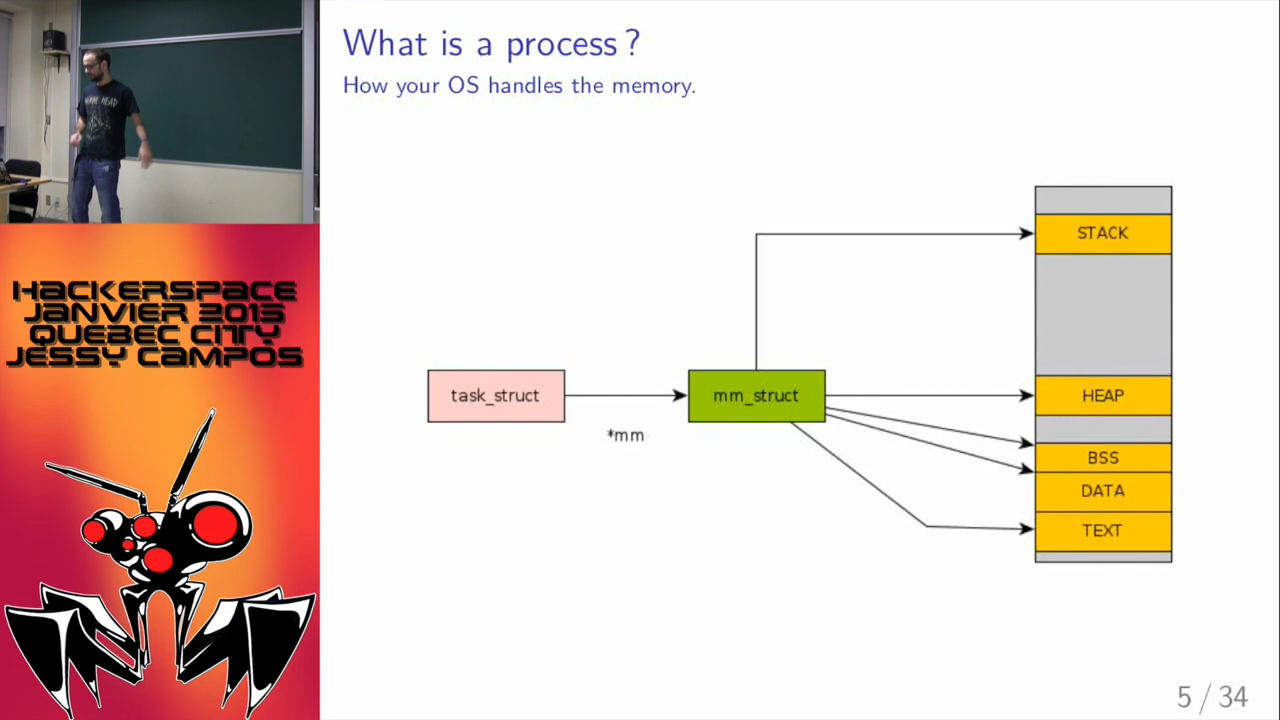 What is a process ?
How your OS handles the memory.
HACKERSPACE
JANVIER 2015
QUEBEC CITY
JESSY CAMPOS
STACK
task_struct
*mm
mm_struct
HEAP
BSS
DATA
TEXT
5 / 34